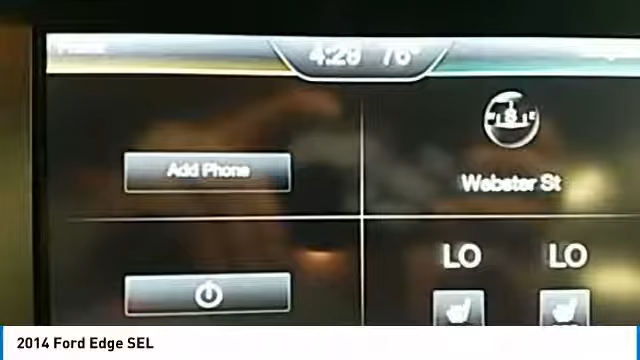 4:29 76°
S
Add Phone
Webster St
LO LO
2014 Ford Edge SEL